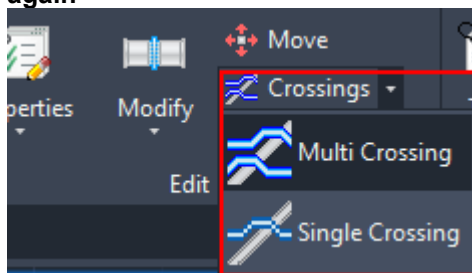 again
Move
perties
Modify
Crossings
Multi Crossing
Edit
Single Crossing